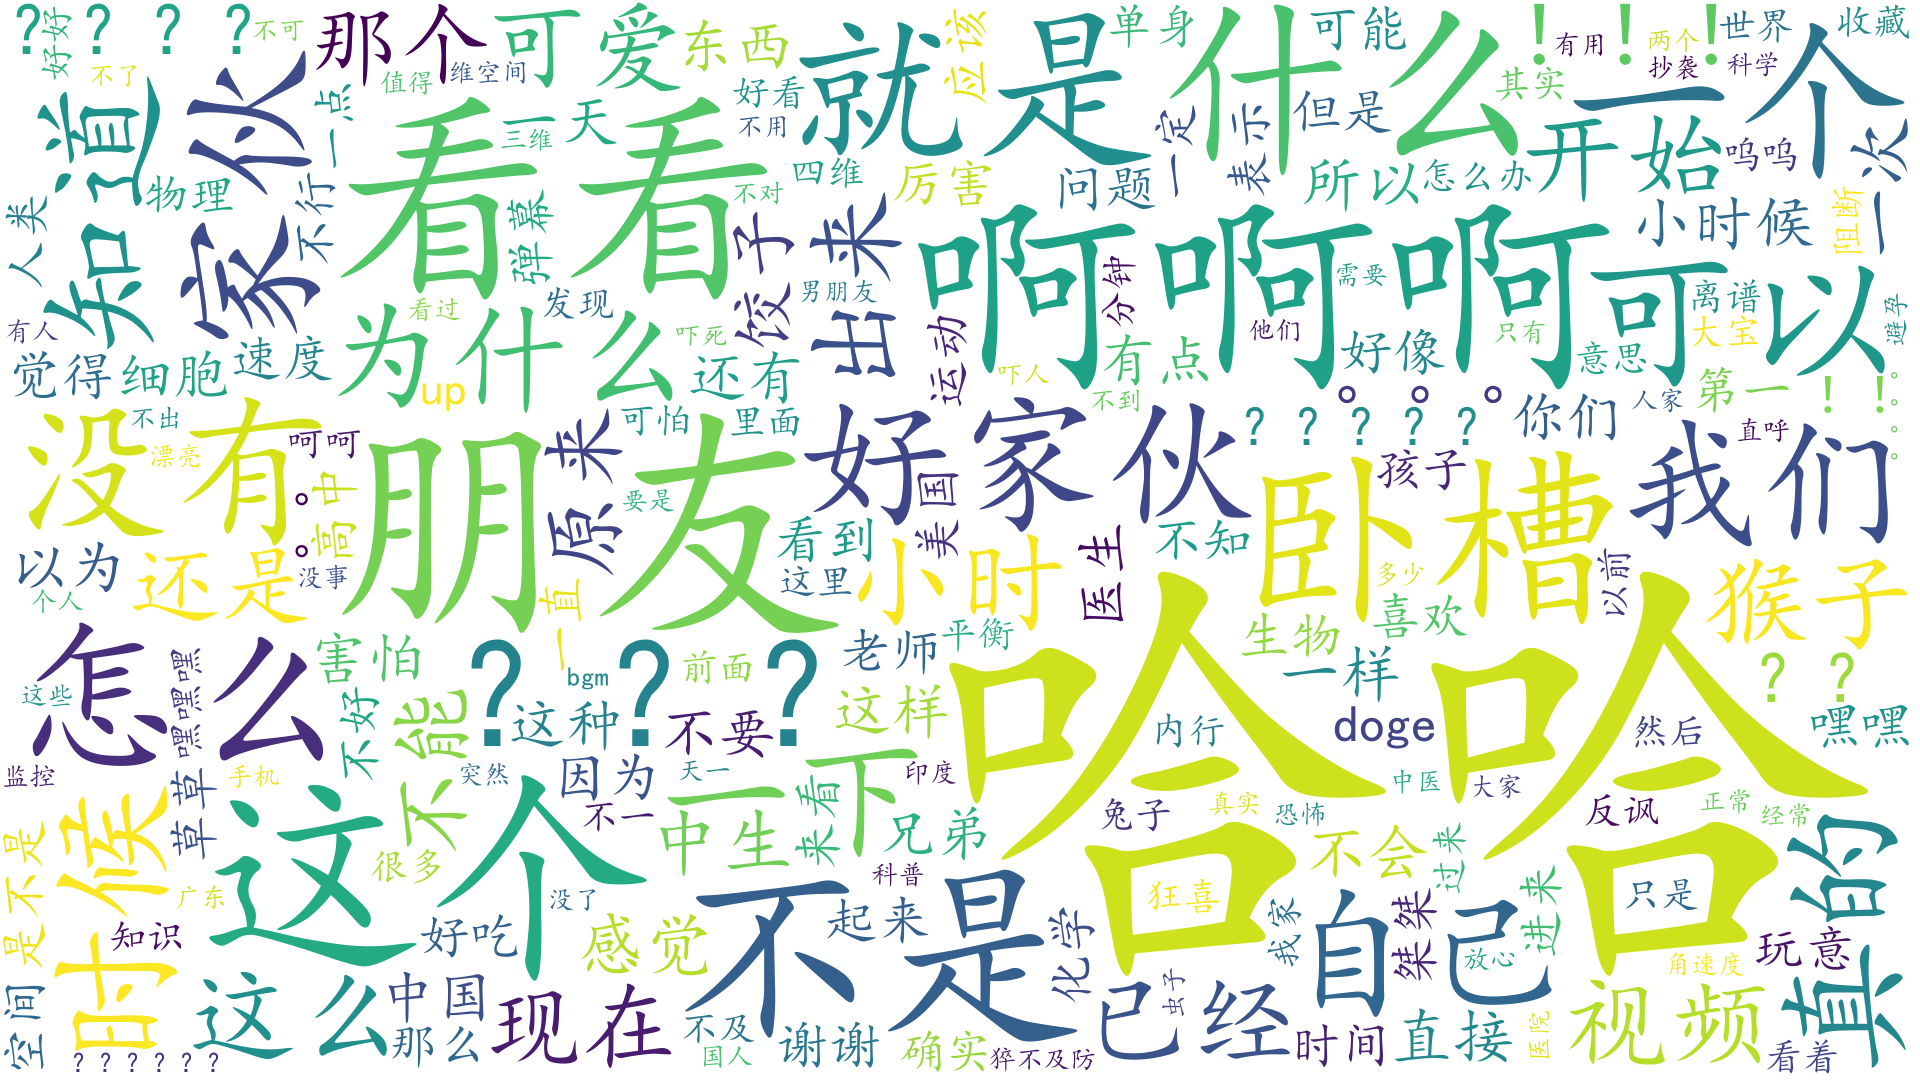 ? ? ? ?
好好
不可
那个
可爱
东西
就是
应该
单身
可能
什么
! ! !
有用
两个
抄袭
世界
科学
收藏
一个
不了
值得
维空间
好看
不用
一天
三维
知道
家伙
一点
不行
物理
人类
看看
弹幕
不对
四维
厉害
问题
一定
表示
但是
其实
所以
怎么办
开始
呜呜
一次
阻断
小时候
饺子
出来
啊啊啊
可以
离谱
大宝
避孕
有人
觉得
细胞
速度
为什么
看过
发现
吓死
男朋友
还有
运动
分钟
有点
他们
需要
好像
只有
意思
第一
up
吓人
不到
。。。
? ? ? ? ?
你们
人家
直呼
! !
。。。。
没有
不出
漂亮
呵呵
高中
。。
朋友
原来
可怕
里面
要是
好家伙
美国
卧槽
孩子
我们
以为
还是
没事
个人
一直
看到
这里
小时
医生
不知
多少
喜欢
以前
猴子
怎么
这些
嘿嘿嘿
害怕
不好
不能
? ? ?
bgm
前面
这种
不要
老师
平衡
这样
哈哈
生物
一样
doge
? ?
嘿嘿
内行
然后
监控
草草
手机
突然
因为
天一
不一
一下
印度
中医
大家
兔子
真实
恐怖
反讽
正常
经常
真的
是不是
时候
广东
这个
很多
没了
中生
来看
兄弟
科普
不会
过来
狂喜
只是
知识
好吃
感觉
不是
起来
化学
我家
自己
桀桀
进来
放心
玩意
角速度
空间
这么
中国
那么
现在
不及
国人
谢谢
确实
猝不及防
虫子
已经
时间
直接
医院
视频
看着
? ? ? ? ? ?